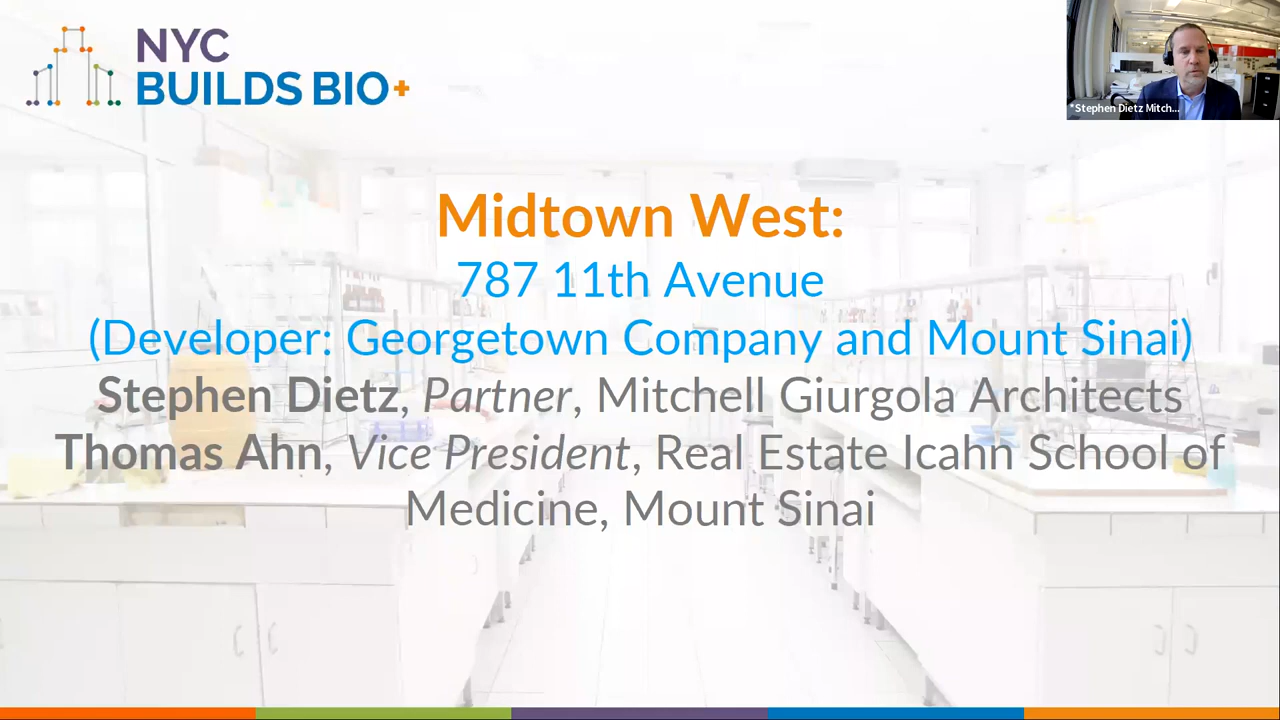 NYC
BUILDS BIO+
*Stephen Dietz Mitch...
Midtown West:
787 11th Avenue
(Developer: Georgetown Company and Mount Sinai)
Stephen Dietz, Partner, Mitchell Giurgola Architects
Thomas Ahn, Vice President, Real Estate Icahn School of
Medicine, Mount Sinai